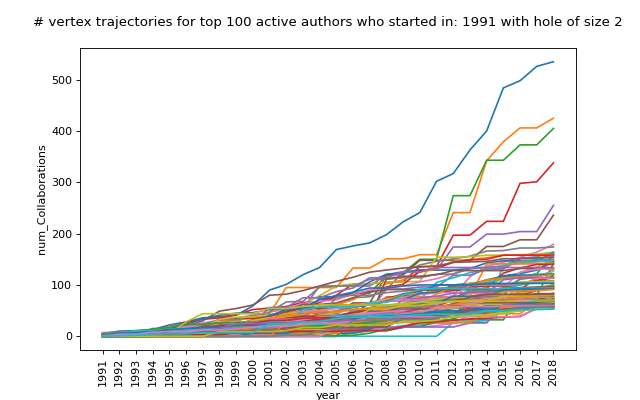 # vertex trajectories for top 100 active authors who started in: 1991 with hole of size 2
500
400
300
200
100
0
num_Collaborations
1991 1992 1993 1994 1995 1996 1997 1998 1999 2000 2001 2002 2003 2004 2005 2006 2007 2008 2009 2010 2011 2012 2013 2014 2015 2016 2017 2018
year